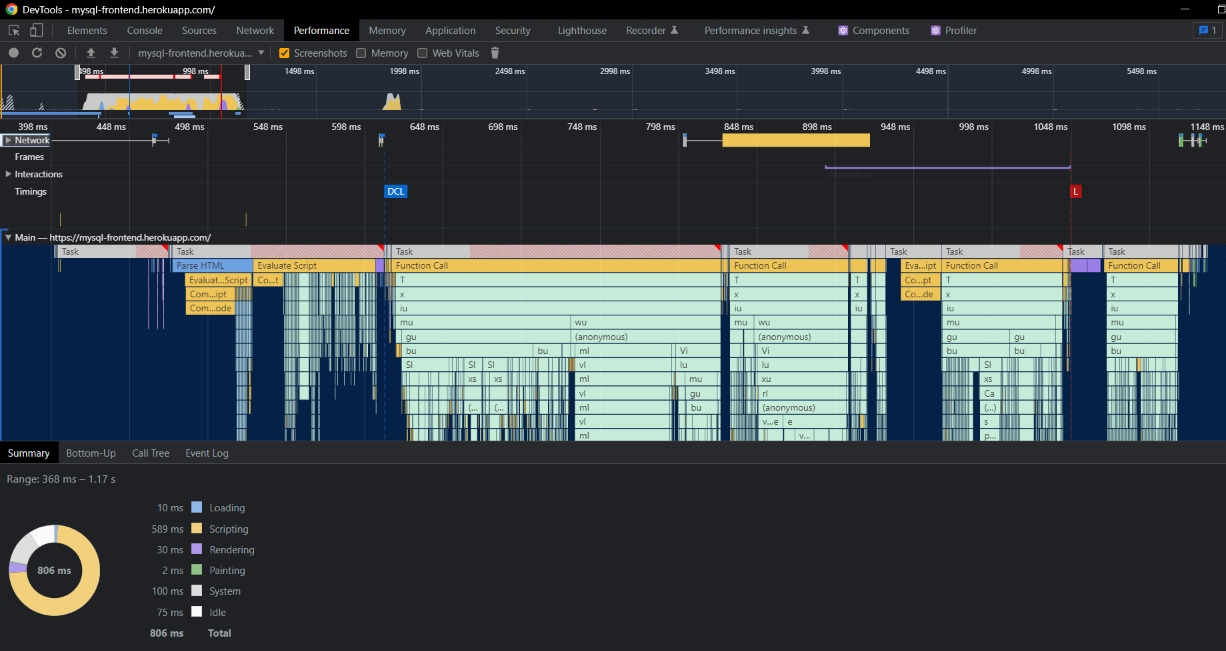 DevTools - mysql-frontend.herokuapp.com/
Elements Console Sources Network Performance Memory Application Security Lighthouse Recorder Performance insights Components Profiler 1
mysql-frontend.herokua... Screenshots Memory Web Vitals
498 ms 998 ms 1498 ms 1998 ms 2498 ms 2998 ms 3498 ms 3998 ms 4498 ms 4998 ms 5498 ms
398 ms 448 ms 498 ms 548 ms 598 ms 648 ms 698 ms 748 ms 798 ms 848 ms 898 ms 948 ms 998 ms 1048 ms 1098 ms 1148 ms
Network
Frames
Interactions
Timings DCL L
Main — https://mysql-frontend.herokuapp.com/
Task Task Task Task Task Task Task Task
Parse HTML Evaluate Script Function Call Function Call Eva...ipt Function Call Function Call
Evaluat...Script Co...t T T T Co...pt T T
Com...ipt x x x Co...de x x
Com...ode iu iu iu iu iu
mu wu mu wu mu mu
gu (anonymous) (anonymous) gu gu gu
bu bu ml Vi Vi bu bu bu
SI SI SI vl lu lu SI
xs xs ml mu xu xs
vl gu rl Ca
(... (... ml bu (anonymous) (...)
vl v...e e s
ml v... p...
Summary Bottom-Up Call Tree Event Log
Range: 368 ms – 1.17 s
10 ms Loading
589 ms Scripting
30 ms Rendering
806 ms
2 ms Painting
100 ms System
75 ms Idle
806 ms Total